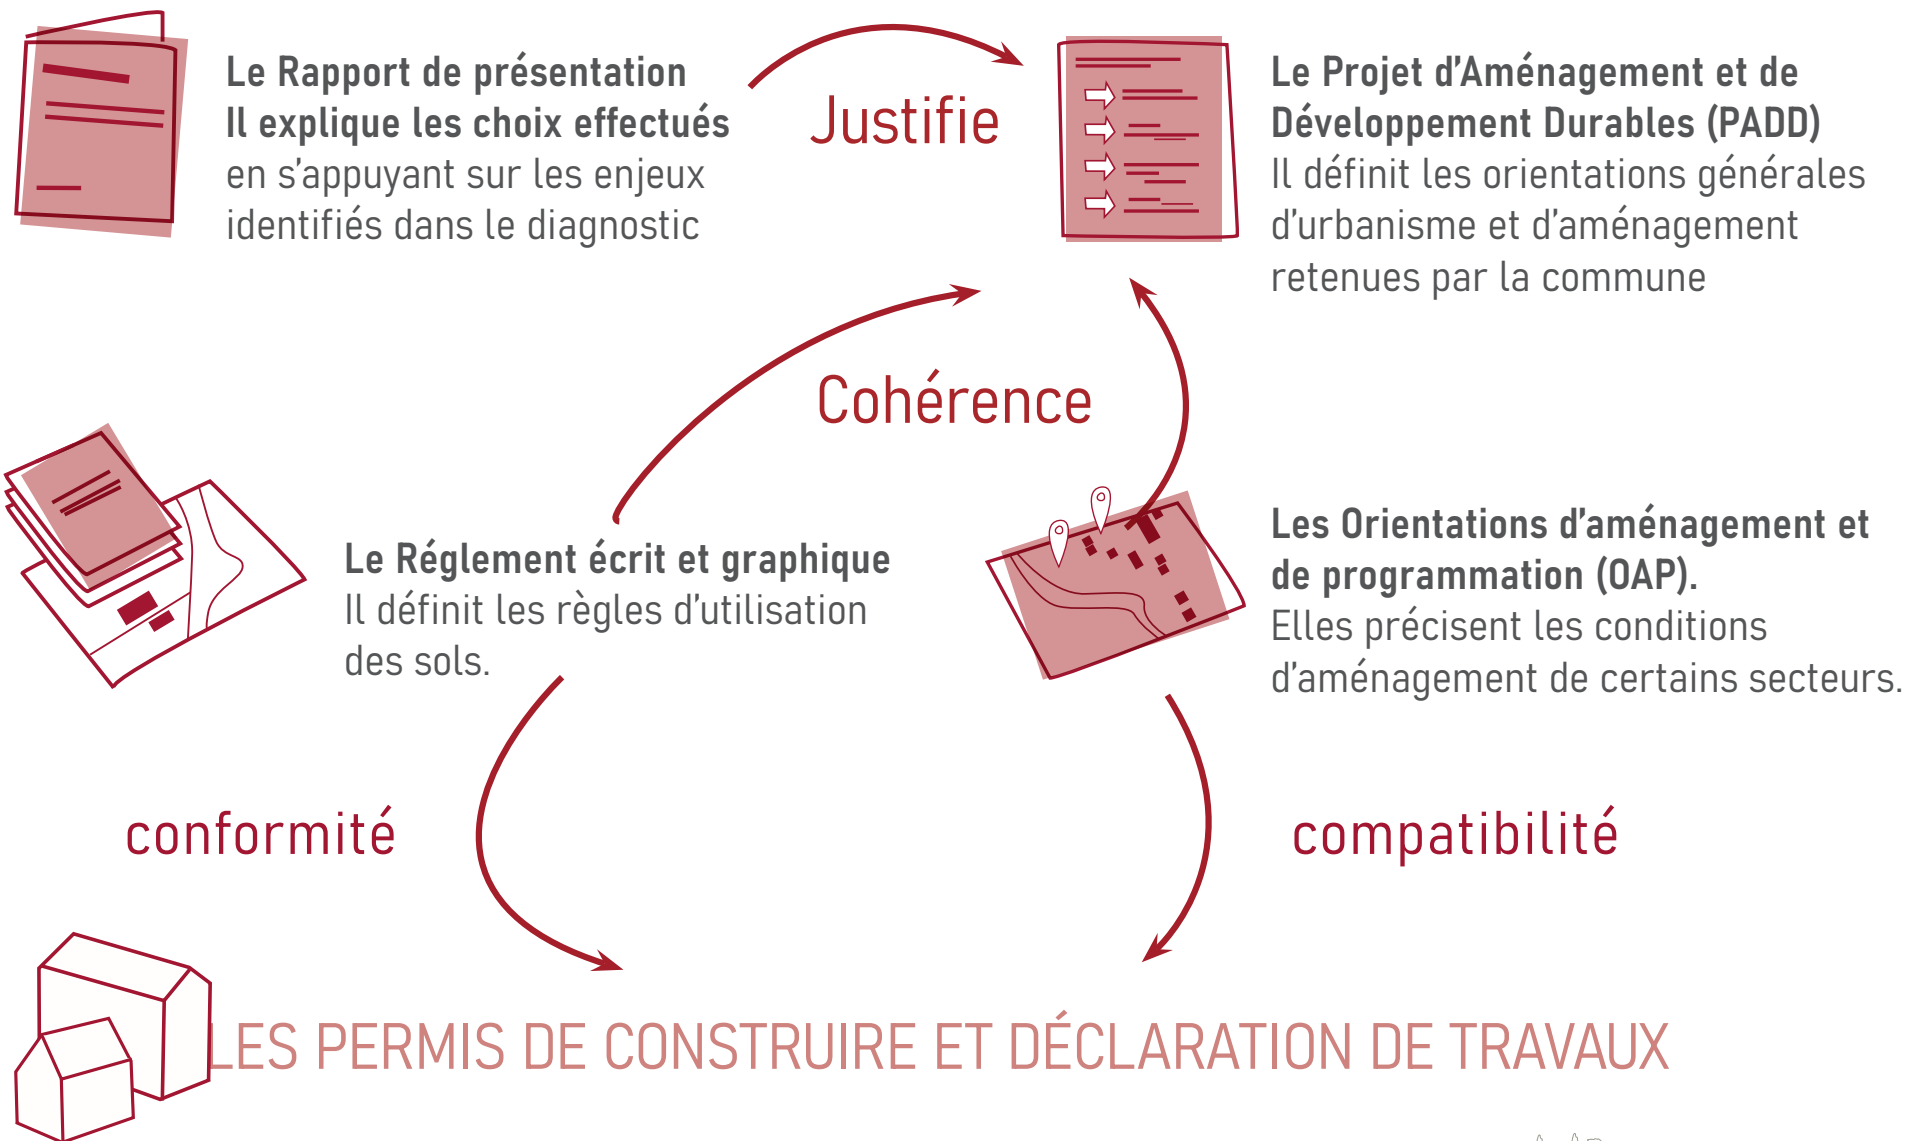 Le Rapport de présentation
Il explique les choix effectués
en s'appuyant sur les enjeux
identifiés dans le diagnostic
Justifie
Le Projet d'Aménagement et de
Développement Durables (PADD)
Il définit les orientations générales
d'urbanisme et d'aménagement
retenues par la commune
Cohérence
Le Réglement écrit et graphique
Il définit les règles d'utilisation
des sols.
Les Orientations d'aménagement et
de programmation (OAP).
Elles précisent les conditions
d'aménagement de certains secteurs.
conformité
compatibilité
LES PERMIS DE CONSTRUIRE ET DÉCLARATION DE TRAVAUX